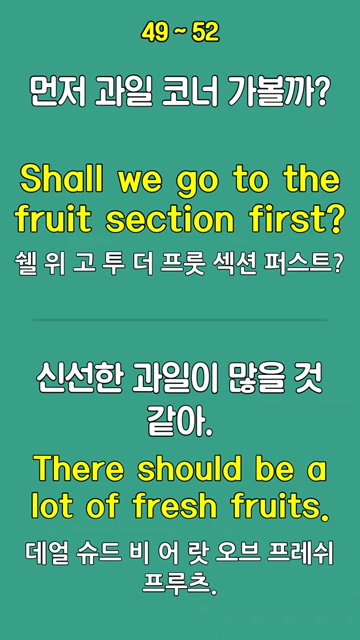 49 ~ 52
먼저 과일 코너 가볼까?
Shall we go to the
fruit section first?
쉘 위 고 투 더 프룻 섹션 퍼스트?
신선한 과일이 많을 것
같아.
There should be a
lot of fresh fruits.
데얼 슈드 비 어 랏 오브 프레쉬
프루츠.